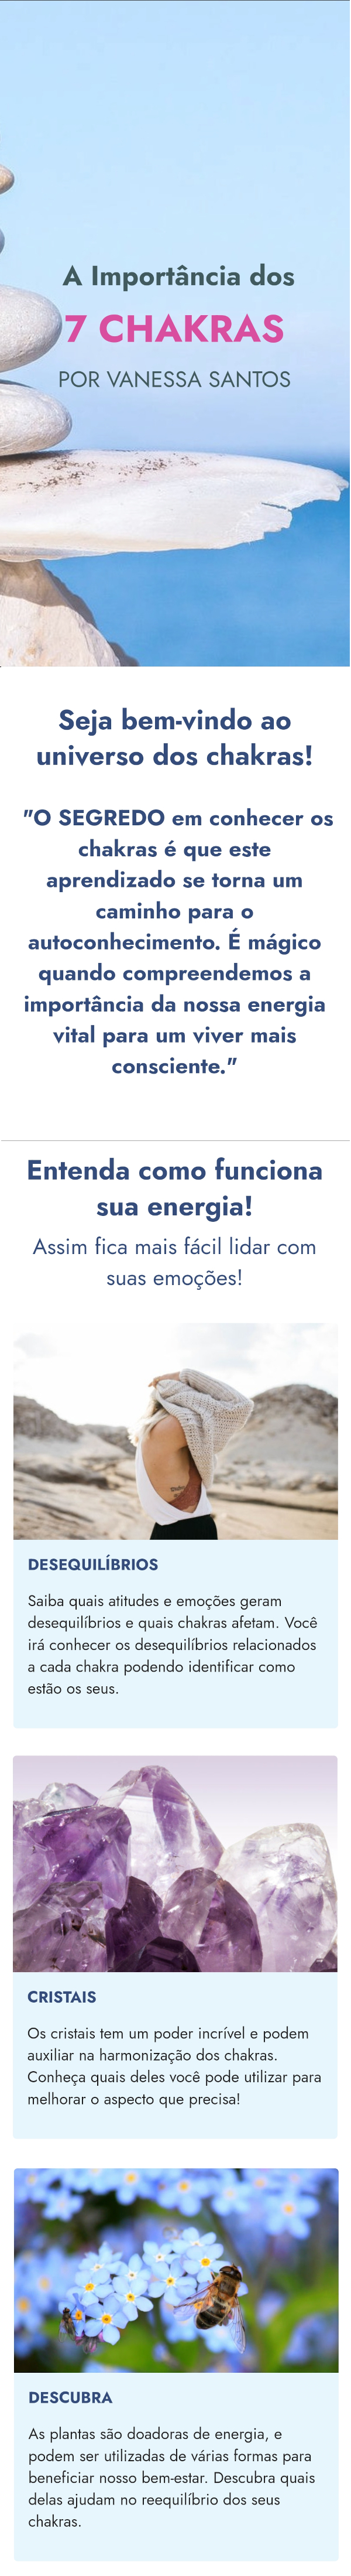 A Importância dos
7 CHAKRAS
POR VANESSA SANTOS
Seja bem-vindo ao
universo dos chakras!
"O SEGREDO em conhecer os
chakras é que este
aprendizado se torna um
caminho para o
autoconhecimento. É mágico
quando compreendemos a
importância da nossa energia
vital para um viver mais
consciente."
Entenda como funciona
sua energia!
Assim fica mais fácil lidar com
suas emoções!
DESEQUILÍBRIOS
Saiba quais atitudes e emoções geram
desequilíbrios e quais chakras afetam. Você
irá conhecer os desequilíbrios relacionados
a cada chakra podendo identificar como
estão os seus.
CRISTAIS
Os cristais tem um poder incrível e podem
auxiliar na harmonização dos chakras.
Conheça quais deles você pode utilizar para
melhorar o aspecto que precisa!
DESCUBRA
As plantas são doadoras de energia, e
podem ser utilizadas de várias formas para
beneficiar nosso bem-estar. Descubra quais
delas ajudam no reequilíbrio dos seus
chakras.